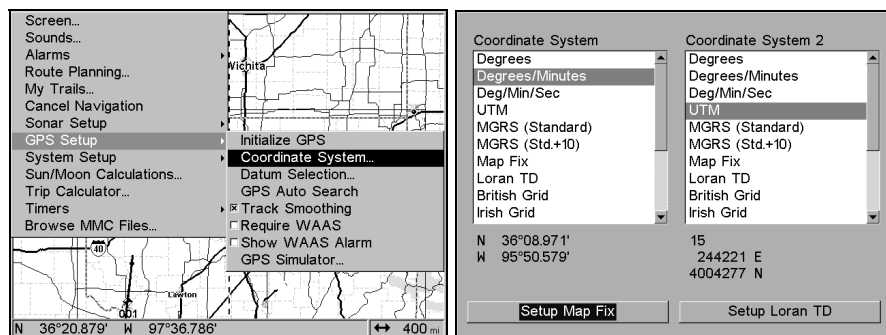 Screen...
Sounds...
Alarms
Route Planning...
My Trails...
Cancel Navigation
Sonar Setup
GPS Setup
System Setup
Sun/Moon Calculations...
Trip Calculator...
Timers
Browse MMC Files...
Initialize GPS
Coordinate System...
Datum Selection...
GPS Auto Search
Track Smoothing
Require WAAS
Show WAAS Alarm
GPS Simulator...
Wichita
40
Lawton
001
N 36°20.879' W 97°36.786'
400 mi
Coordinate System
Degrees
Degrees/Minutes
Deg/Min/Sec
UTM
MGRS (Standard)
MGRS (Std.+10)
Map Fix
Loran TD
British Grid
Irish Grid
N 36°08.971'
W 95°50.579'
Setup Map Fix
Coordinate System 2
Degrees
Degrees/Minutes
Deg/Min/Sec
UTM
MGRS (Standard)
MGRS (Std.+10)
Map Fix
Loran TD
British Grid
Irish Grid
15
244221 E
4004277 N
Setup Loran TD